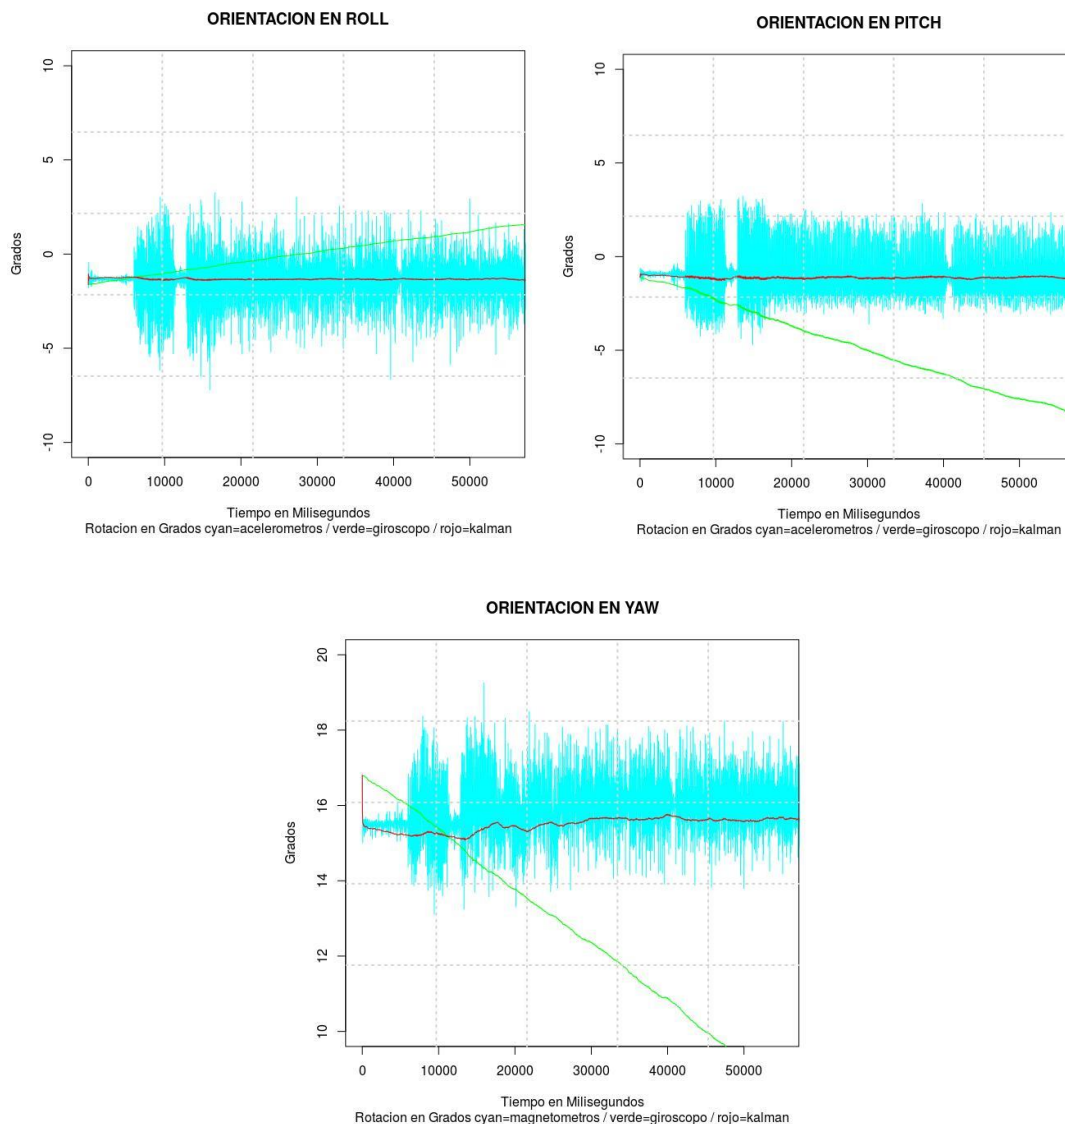 ORIENTACION EN ROLL
10
5
0
-5
-10
Grados
0 10000 20000 30000 40000 50000
Tiempo en Milisegundos
Rotacion en Grados cyan=acelerometros / verde=giroscopo / rojo=kalman
ORIENTACION EN PITCH
10
5
0
-5
-10
Grados
0 10000 20000 30000 40000 50000
Tiempo en Milisegundos
Rotacion en Grados cyan=acelerometros / verde=giroscopo / rojo=kalman
ORIENTACION EN YAW
20
18
16
14
12
10
Grados
0 10000 20000 30000 40000 50000
Tiempo en Milisegundos
Rotacion en Grados cyan=magnetometros / verde=giroscopo / rojo=kalman